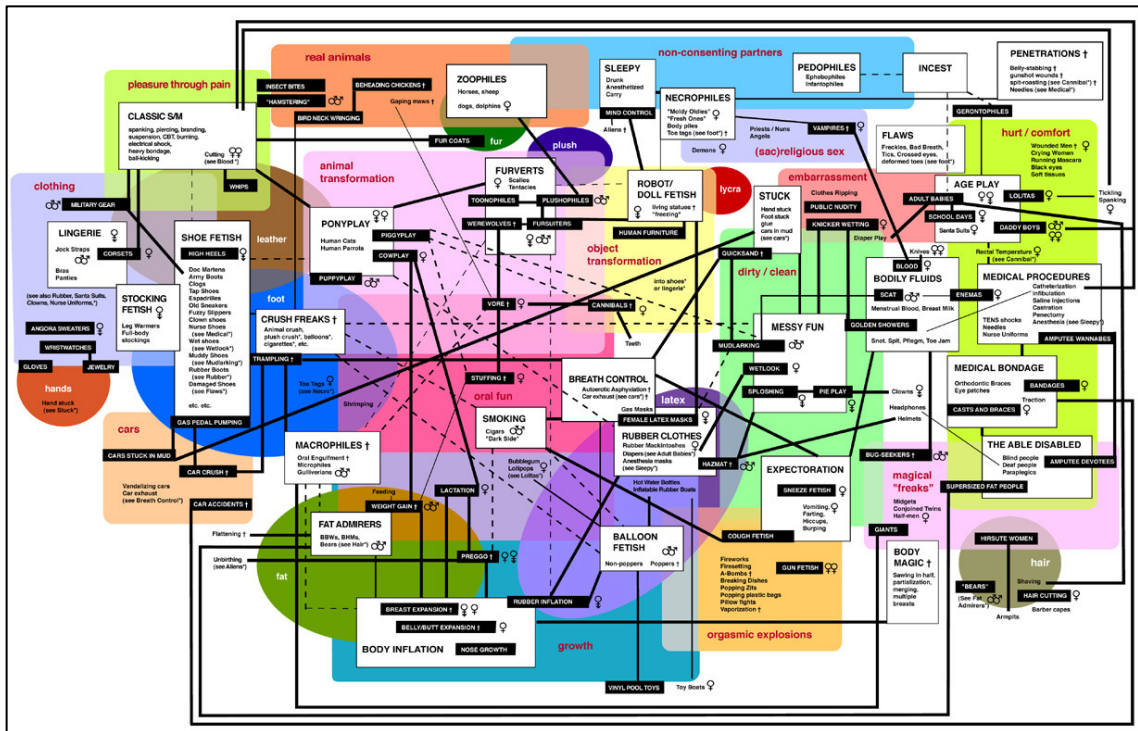 real animals
non-consenting partners
pleasure through pain
INSECT BITES
"HAMSTERING"
BEHEADING CHICKENS †
BIRD NECK WRINGING
Gaping maws †
ZOOPHILES
Horses, sheep
dogs, dolphins
SLEEPY
Drunk
Anesthetized
Carry
MIND CONTROL
Aliens †
PEDOPHILES
Ephebophiles
Infantophiles
INCEST
PENETRATIONS †
Belly-stabbing †
gunshot wounds †
spit-roasting (see Cannibal*) †
Needles (see Medical*)
NECROPHILES
"Moldy Oldies"
"Fresh Ones"
Body piles
Toe tags (see foot*) †
Demons
Priests / Nuns
Angels
VAMPIRES †
(sac)religious sex
GERONTOPHILES
FLAWS
Freckles, Bad Breath,
Tics, Crossed eyes,
deformed toes (see foot*)
hurt / comfort
Wounded Men †
Crying Women
Running Mascara
Black eyes
Soft tissues
CLASSIC S/M
spanking, piercing, branding,
suspension, CBT, burning,
electrical shock,
heavy bondage,
ball-kicking
Cutting
(see Blood*)
WHIPS
FUR COATS
fur
plush
lycra
clothing
MILITARY GEAR
LINGERIE
Jock Straps
CORSETS
Bras
Panties
(see also Rubber, Santa Suits,
Clowns, Nurse Uniforms,*)
ANGORA SWEATERS
WRISTWATCHES
GLOVES
JEWELRY
hands
Hand stuck
(see Stuck*)
SHOE FETISH
HIGH HEELS
Doc Martens
Army Boots
Clogs
Tap Shoes
Espadrilles
Old Sneakers
Fuzzy Slippers
Clown shoes
Nurse Shoes
(see Medical*)
Wet shoes
(see Wetlook*)
Muddy Shoes
(see Mudlarking*)
Rubber Boots
(see Rubber*)
Damaged Shoes
(see Flaws*)
etc. etc.
GAS PEDAL PUMPING
STOCKING
FETISH
Leg Warmers
Full-body
stockings
leather
foot
animal
transformation
PONYPLAY
Human Cats
Human Parrots
PUPPYPLAY
PIGGYPLAY
COWPLAY
FURVERTS
Scalies
Tentacles
TOONOPHILES
PLUSHOPHILES
WEREWOLVES †
FURSUITERS
ROBOT/
DOLL FETISH
living statues †
"freezing"
HUMAN FURNITURE
object
transformation
into shoes*
or lingerie*
STUCK
Hand stuck
Foot stuck
glue
cars in mud
(see cars*)
QUICKSAND †
embarrassment
Clothes Ripping
PUBLIC NUDITY
KNICKER WETTING
Diaper Play
AGE PLAY
ADULT BABIES
LOLITAS
SCHOOL DAYS
Santa Suits
DADDY BOYS
Tickling
Spanking
Rectal Temperature
(see Cannibal*)
Knives
BLOOD
BODILY FLUIDS
SCAT
ENEMAS
Menstrual Blood, Breast Milk
GOLDEN SHOWERS
Snot, Spit, Phlegm, Toe Jam
MEDICAL PROCEDURES
Catheterization
Infibulation
Saline Injections
Castration
Penectomy
Anesthesia (see Sleepy*)
TENS shocks
Needles
Nurse Uniforms
AMPUTEE WANNABES
MEDICAL BONDAGE
Orthodontic Braces
Eye patches
BANDAGES
Traction
CASTS AND BRACES
dirty / clean
MESSY FUN
MUDLARKING
WETLOOK
SPLOSHING
PIE PLAY
Clowns
Headphones
Helmets
CRUSH FREAKS †
Animal crush,
plush crush*, balloons*,
cigarettes*, etc.
TRAMPLING †
VORE †
CANNIBALS †
Teeth
STUFFING †
oral fun
Toe Tags
(see Necro*)
Shrimping
BREATH CONTROL
Autoerotic Asphyxiation †
Car exhaust (see cars*) †
Gas Masks
latex
FEMALE LATEX MASKS
RUBBER CLOTHES
Rubber Mackintoshes
Diapers (see Adult Babies*)
Anesthesia masks
(see Sleepy)
HAZMAT †
SMOKING
Cigars
"Dark Side"
Bubblegum
Lollipops
(see Lolitas*)
Hot Water Bottles
Inflatable Rubber Boats
cars
CARS STUCK IN MUD
CAR CRUSH †
Vandalizing cars
Car exhaust
(see Breath Control*)
CAR ACCIDENTS †
MACROPHILES †
Oral Engulfment †
Microphiles
Gulliverians
Feeding
WEIGHT GAIN †
LACTATION
FAT ADMIRERS
BBWs, BHMs,
Bears (see Hair*)
Flattening †
Unbirthing
(see Aliens*)
fat
PREGGO †
BREAST EXPANSION †
BELLY/BUTT EXPANSION †
BODY INFLATION
NOSE GROWTH
RUBBER INFLATION
growth
BALLOON
FETISH
Non-poppers
Poppers †
VINYL POOL TOYS
Toy Boats
EXPECTORATION
SNEEZE FETISH
Vomiting,
Farting,
Hiccups,
Burping
COUGH FETISH
Fireworks
Firesetting
A-Bombs †
Breaking Dishes
Popping Zits
Popping plastic bags
Pillow fights
Vaporization †
GUN FETISH
orgasmic explosions
BUG-SEEKERS †
THE ABLE DISABLED
Blind people
Deaf people
Paraplegics
AMPUTEE DEVOTEES
magical
"freaks"
SUPERSIZED FAT PEOPLE
Midgets
Conjoined Twins
Half-men
GIANTS
BODY
MAGIC †
Sawing in half,
partialization,
merging,
multiple
breasts
HIRSUTE WOMEN
hair
"BEARS"
(See Fat
Admirers*)
Shaving
HAIR CUTTING
Barber capes
Armpits